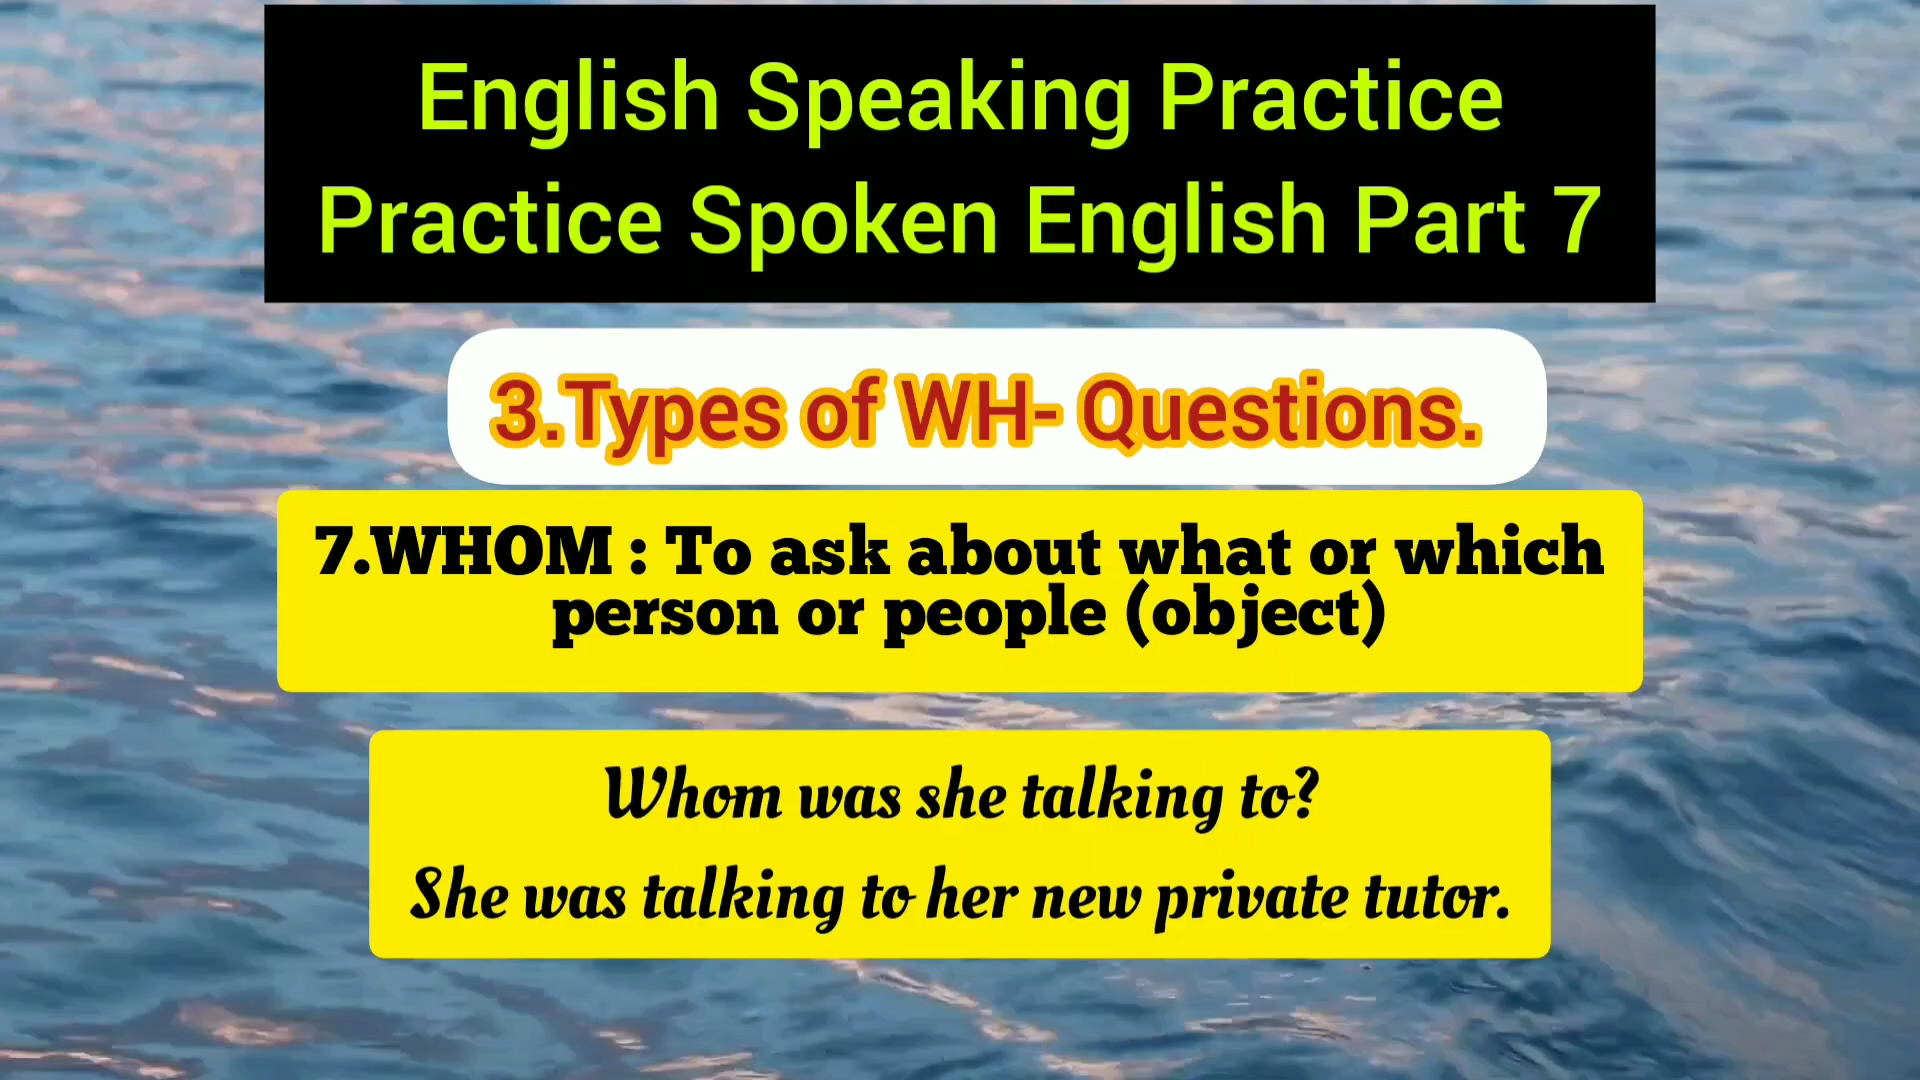 English Speaking Practice
Practice Spoken English Part 7
3.Types of WH- Questions.
7.WHOM : To ask about what or which
person or people (object)
Whom was she talking to?
She was talking to her new private tutor.